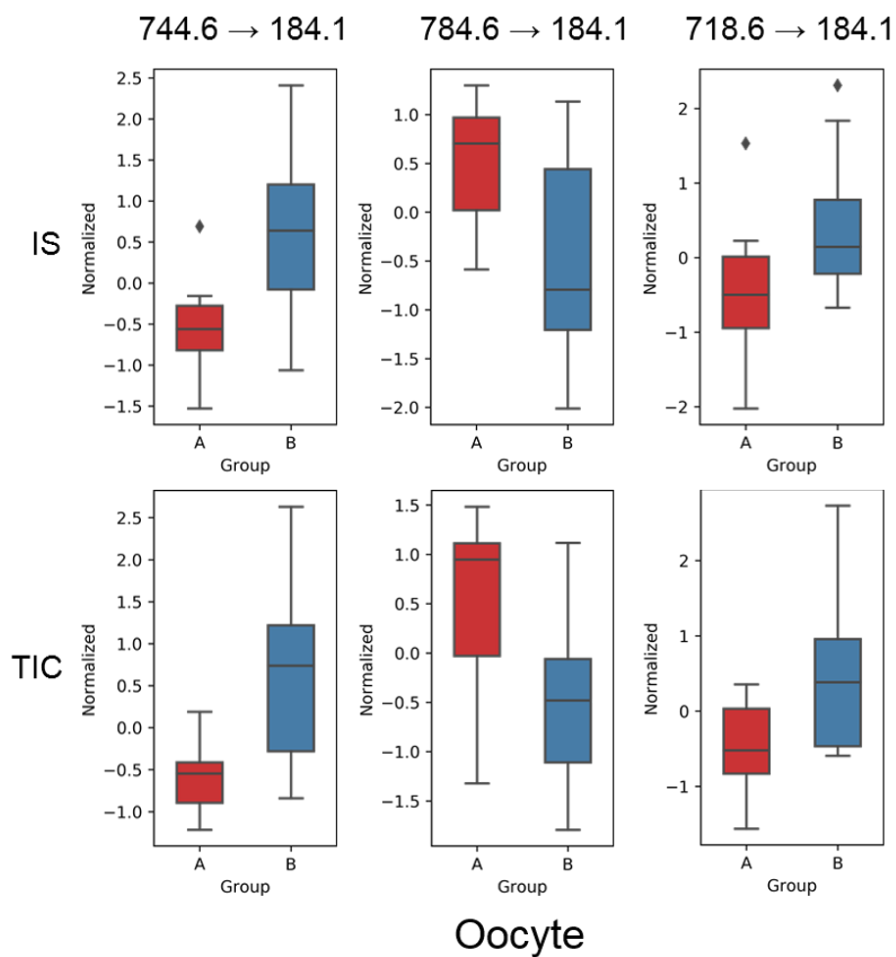 744.6 → 184.1
784.6 → 184.1
718.6 → 184.1
IS
Normalized
2.5
2.0
1.5
1.0
0.5
0.0
−0.5
−1.0
−1.5
A
B
Group
Normalized
1.0
0.5
0.0
−0.5
−1.0
−1.5
−2.0
A
B
Group
Normalized
2
1
0
−1
−2
A
B
Group
TIC
Normalized
2.5
2.0
1.5
1.0
0.5
0.0
−0.5
−1.0
A
B
Group
Normalized
1.5
1.0
0.5
0.0
−0.5
−1.0
−1.5
A
B
Group
Normalized
2
1
0
−1
A
B
Group
Oocyte